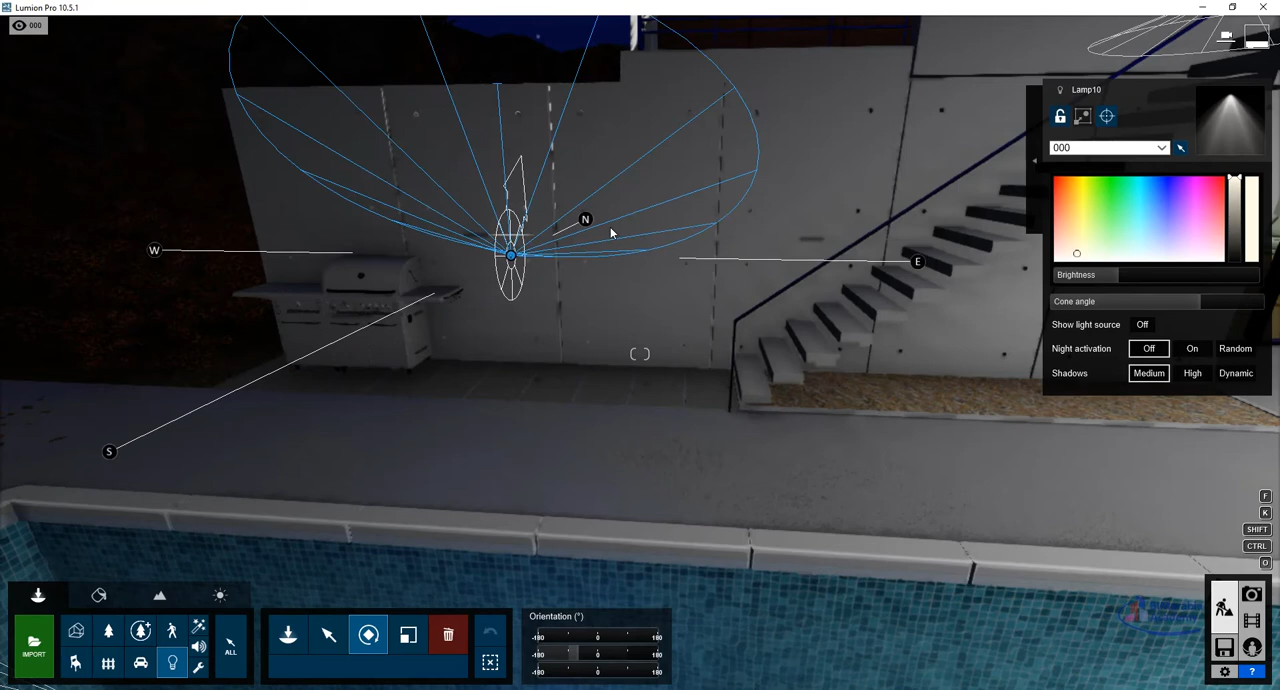 Lumion Pro 10.5.1
000
Lamp10
000
Brightness
Cone angle
Show light source Off
Night activation Off On Random
Shadows Medium High Dynamic
N
W
E
S
F
K
SHIFT
CTRL
O
IMPORT
ALL
Orientation (°)
-180 0 180
-180 0 180
-180 0 180
?